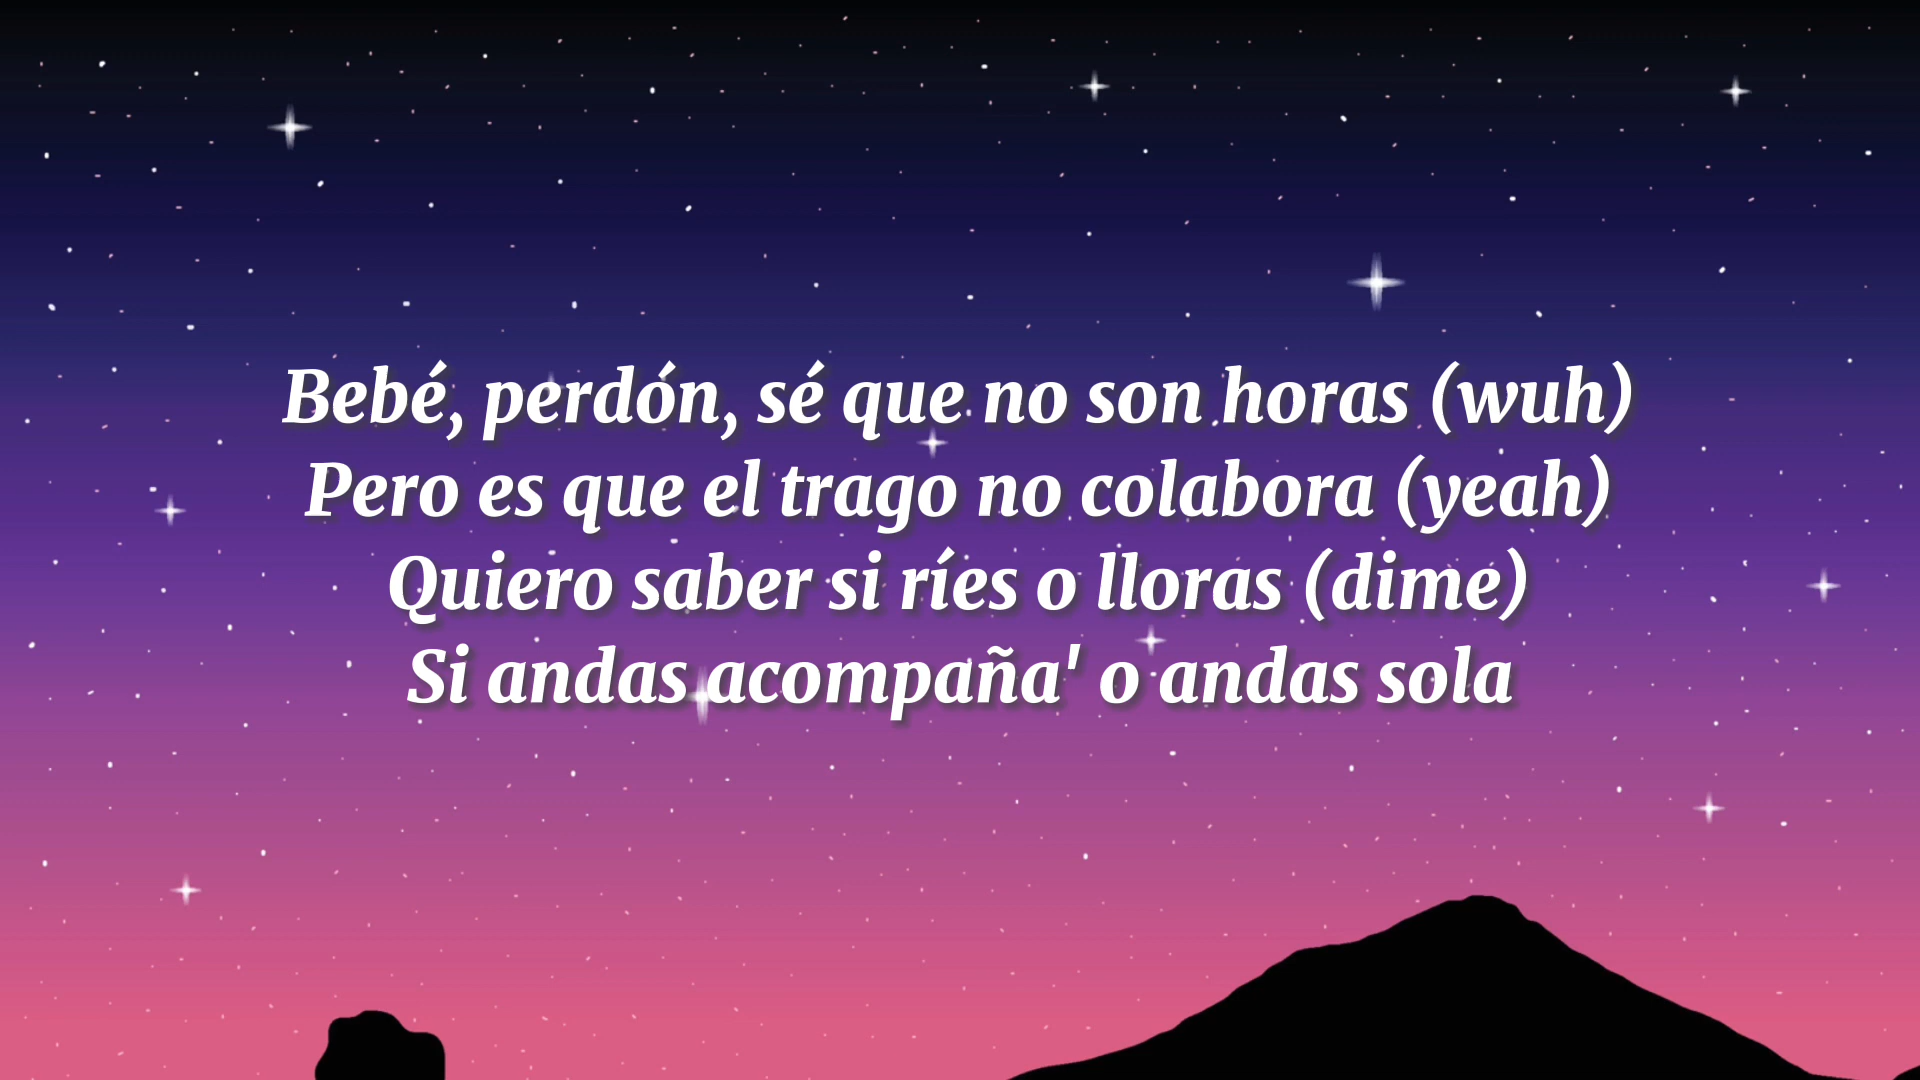 Bebé, perdón, sé que no son horas (wuh)
Pero es que el trago no colabora (yeah)
Quiero saber si ríes o lloras (dime)
Si andas acompaña' o andas sola